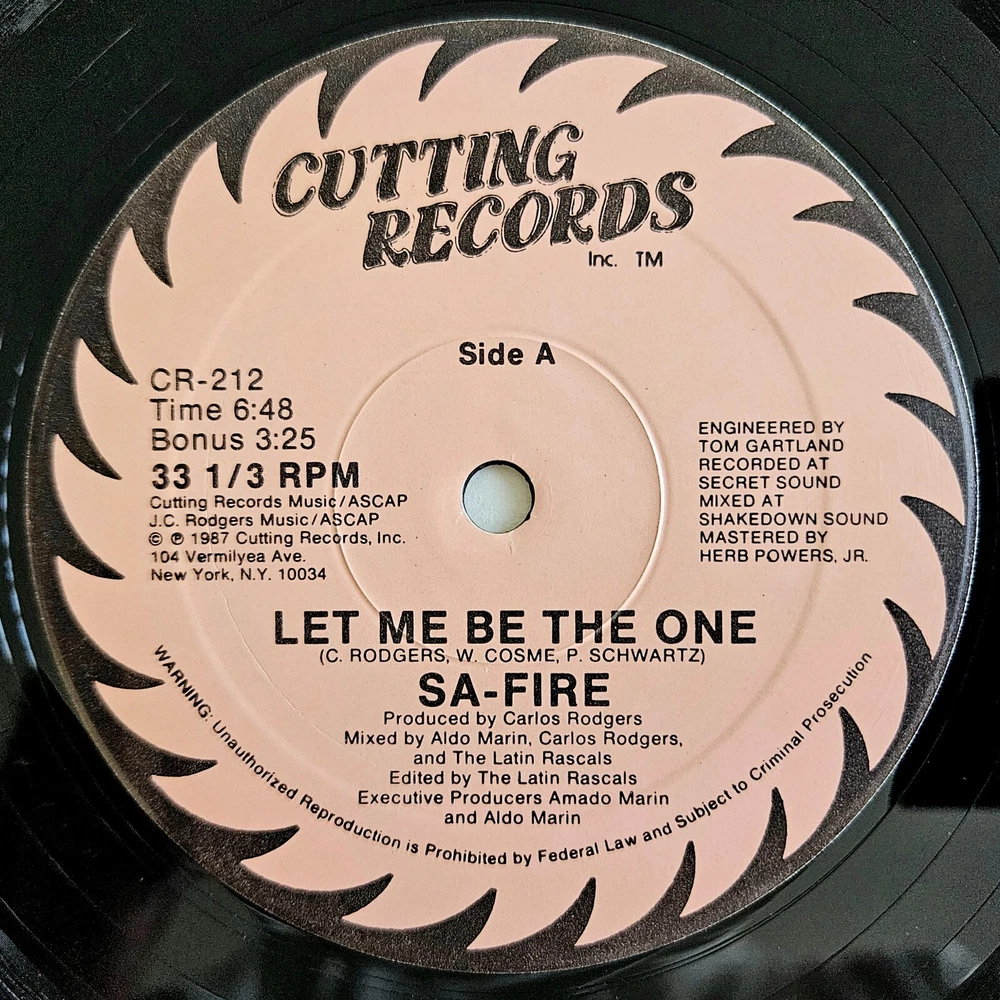 CUTTING
RECORDS
Inc. TM
Side A
CR-212
Time 6:48
Bonus 3:25
33 1/3 RPM
Cutting Records Music/ASCAP
J.C. Rodgers Music/ASCAP
© ℗ 1987 Cutting Records, Inc.
104 Vermilyea Ave.
New York, N.Y. 10034
ENGINEERED BY
TOM GARTLAND
RECORDED AT
SECRET SOUND
MIXED AT
SHAKEDOWN SOUND
MASTERED BY
HERB POWERS, JR.
LET ME BE THE ONE
(C. RODGERS, W. COSME, P. SCHWARTZ)
SA-FIRE
Produced by Carlos Rodgers
Mixed by Aldo Marin, Carlos Rodgers,
and The Latin Rascals
Edited by The Latin Rascals
Executive Producers Amado Marin
and Aldo Marin
WARNING: Unauthorized Reproduction is Prohibited by Federal Law and Subject to Criminal Prosecution